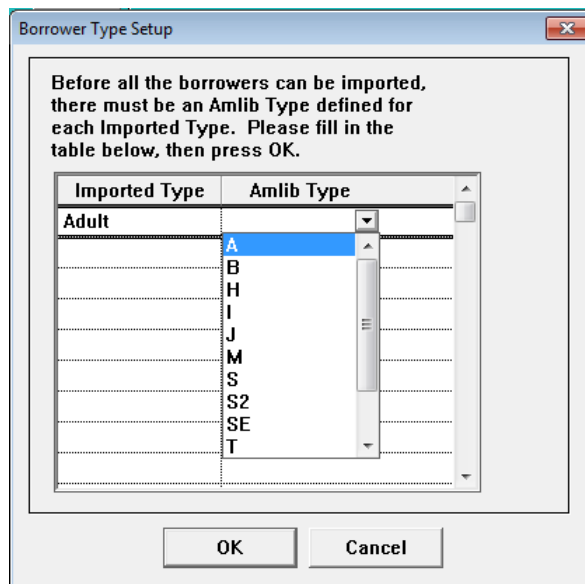 Borrower Type Setup
Before all the borrowers can be imported,
there must be an Amlib Type defined for
each Imported Type.  Please fill in the
table below, then press OK.
Imported Type Amlib Type
Adult
A
B
H
I
J
M
S
S2
SE
T
OK Cancel